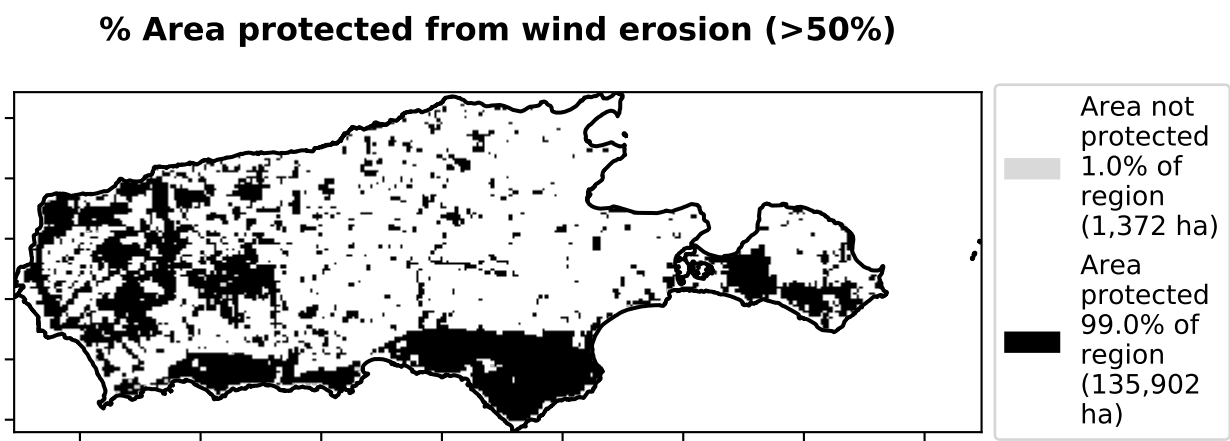 % Area protected from wind erosion (>50%)
Area not
protected
1.0% of
region
(1,372 ha)
Area
protected
99.0% of
region
(135,902
ha)